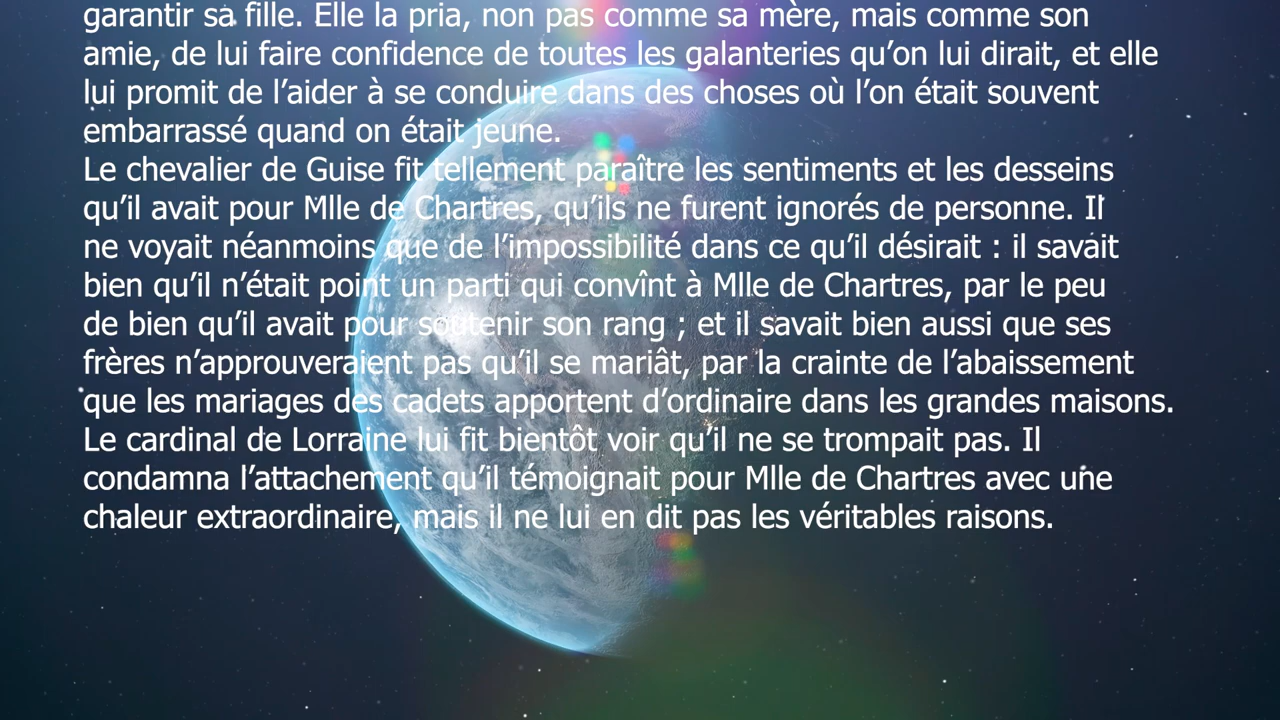 garantir sa fille. Elle la pria, non pas comme sa mère, mais comme son
amie, de lui faire confidence de toutes les galanteries qu’on lui dirait, et elle
lui promit de l’aider à se conduire dans des choses où l’on était souvent
embarrassé quand on était jeune.
Le chevalier de Guise fit tellement paraître les sentiments et les desseins
qu’il avait pour Mlle de Chartres, qu’ils ne furent ignorés de personne. Il
ne voyait néanmoins que de l’impossibilité dans ce qu’il désirait : il savait
bien qu’il n’était point un parti qui convînt à Mlle de Chartres, par le peu
de bien qu’il avait pour soutenir son rang ; et il savait bien aussi que ses
frères n’approuveraient pas qu’il se mariât, par la crainte de l’abaissement
que les mariages des cadets apportent d’ordinaire dans les grandes maisons.
Le cardinal de Lorraine lui fit bientôt voir qu’il ne se trompait pas. Il
condamna l’attachement qu’il témoignait pour Mlle de Chartres avec une
chaleur extraordinaire, mais il ne lui en dit pas les véritables raisons.